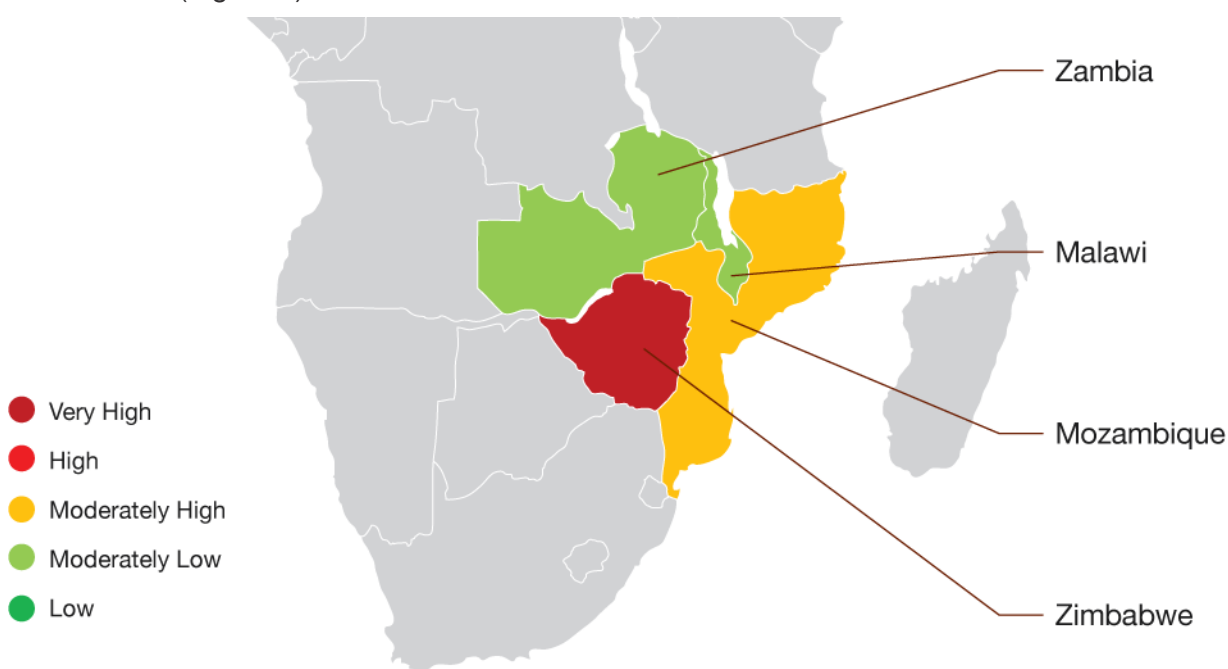 Zambia
Malawi
Very High
High
Mozambique
Moderately High
Moderately Low
Low
Zimbabwe